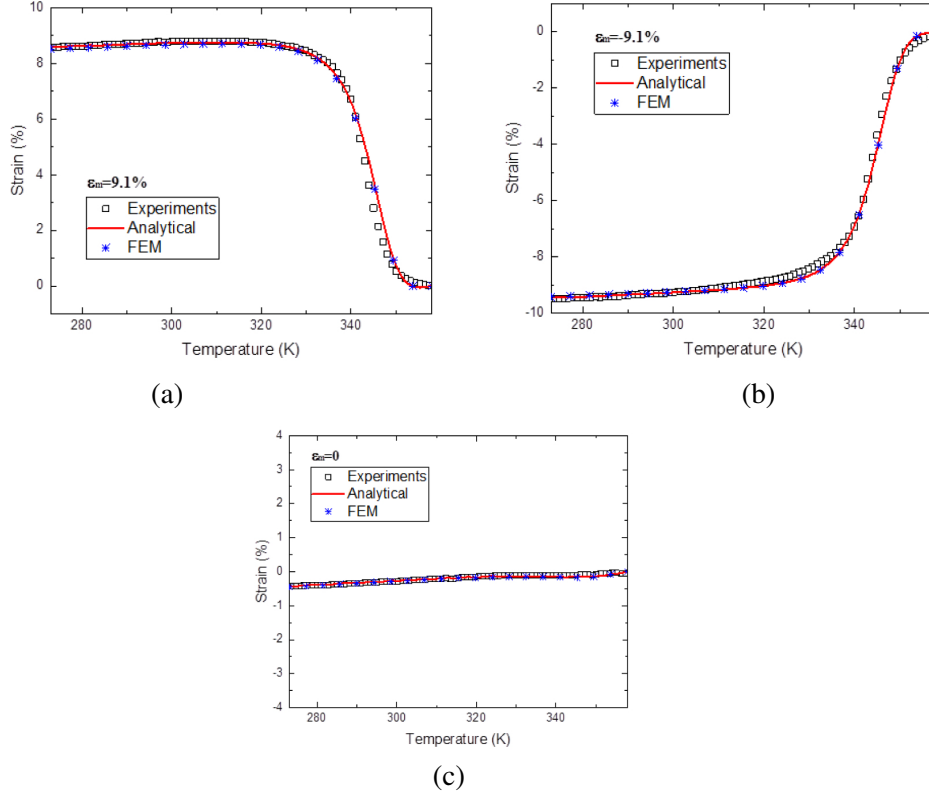 10
8
6
4
2
0
Strain (%)
εm=9.1%
Experiments
Analytical
FEM
280
300
320
340
Temperature (K)
(a)
0
-2
-4
-6
-8
-10
Strain (%)
εm=-9.1%
Experiments
Analytical
FEM
280
300
320
340
Temperature (K)
(b)
4
3
2
1
0
-1
-2
-3
-4
Strain (%)
εm=0
Experiments
Analytical
FEM
280
300
320
340
Temperature (K)
(c)